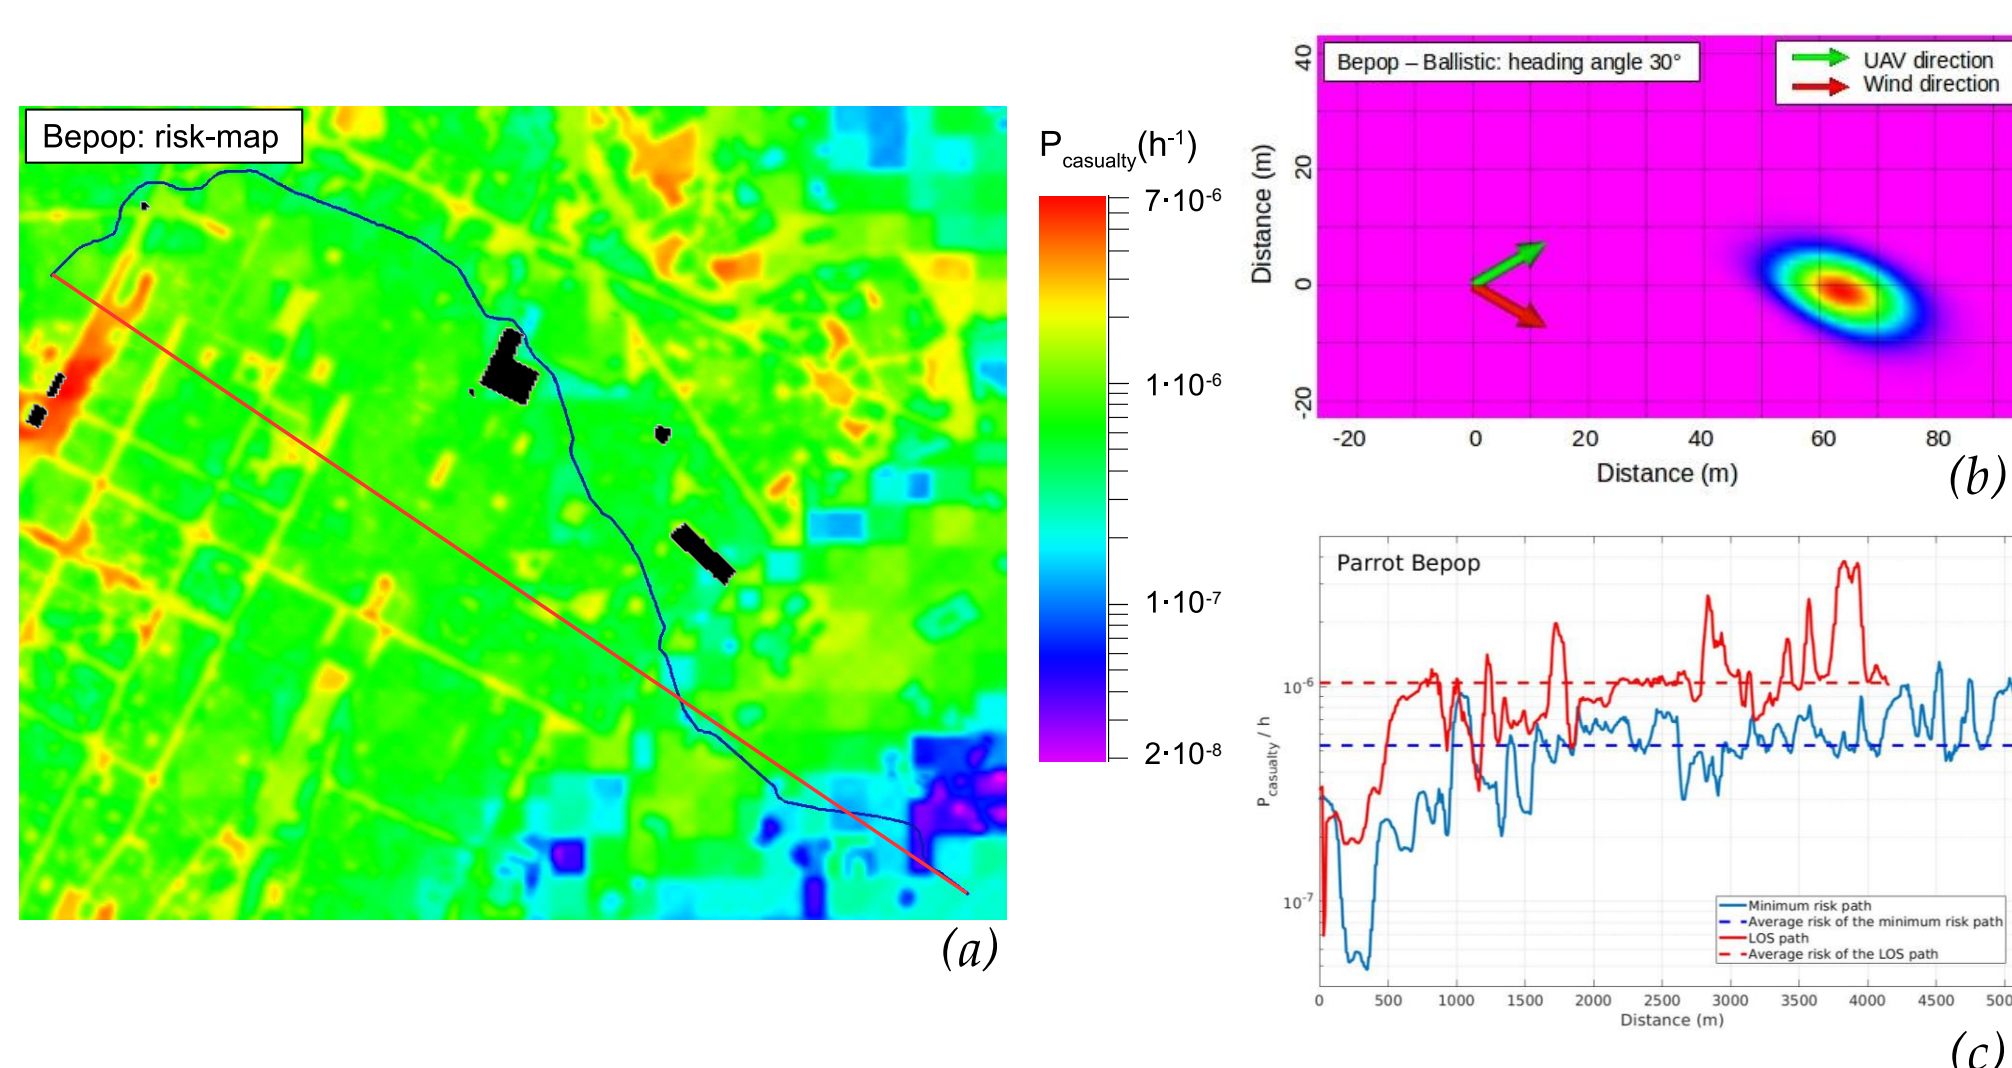 Bepop: risk-map
P_casualty(h⁻¹)
7·10⁻⁶
1·10⁻⁶
1·10⁻⁷
2·10⁻⁸
(a)
Bepop – Ballistic: heading angle 30°
UAV direction
Wind direction
Distance (m)
40
20
0
-20
-20 0 20 40 60 80
Distance (m)
(b)
Parrot Bepop
P_casualty / h
10⁻⁶
10⁻⁷
Minimum risk path
Average risk of the minimum risk path
LOS path
Average risk of the LOS path
0 500 1000 1500 2000 2500 3000 3500 4000 4500 500
Distance (m)
(c)